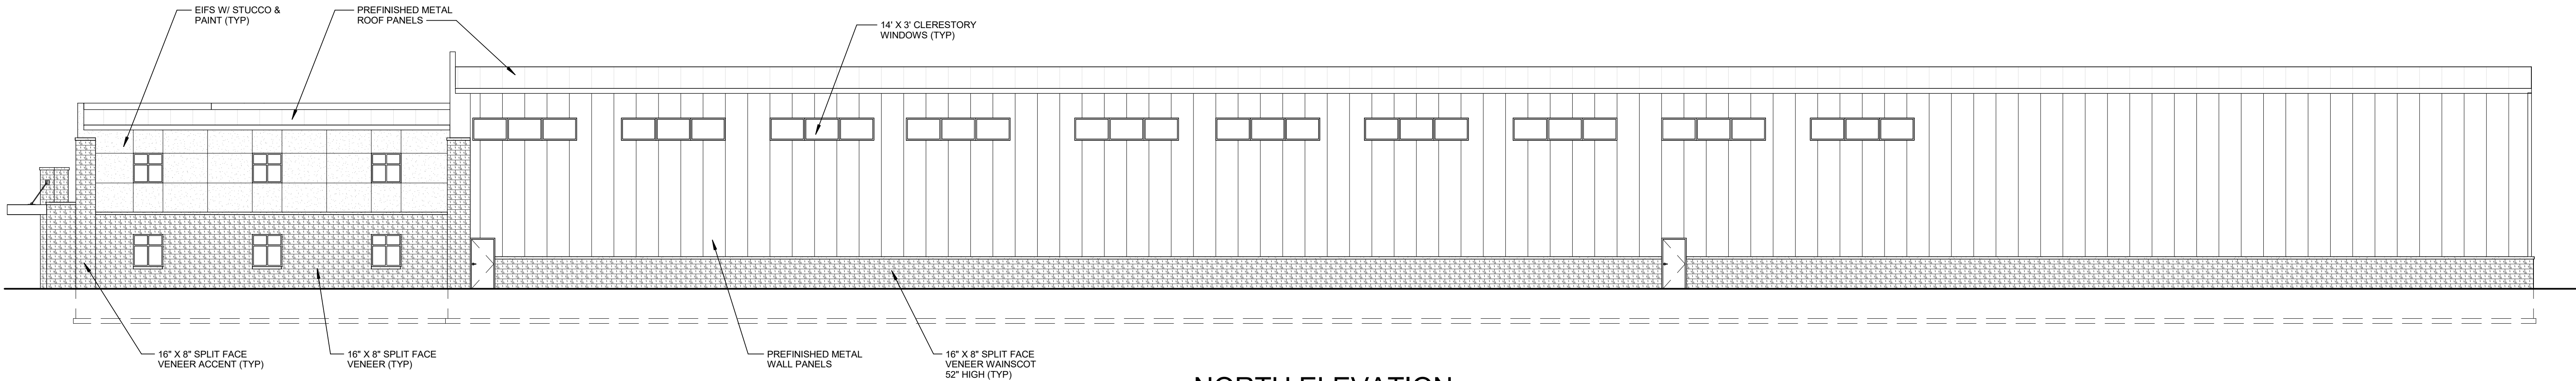 EIFS W/ STUCCO &
PAINT (TYP)
PREFINISHED METAL
ROOF PANELS
14' X 3' CLERESTORY
WINDOWS (TYP)
16" X 8" SPLIT FACE
VENEER ACCENT (TYP)
16" X 8" SPLIT FACE
VENEER (TYP)
PREFINISHED METAL
WALL PANELS
16" X 8" SPLIT FACE
VENEER WAINSCOT
52" HIGH (TYP)
NORTH ELEVATION